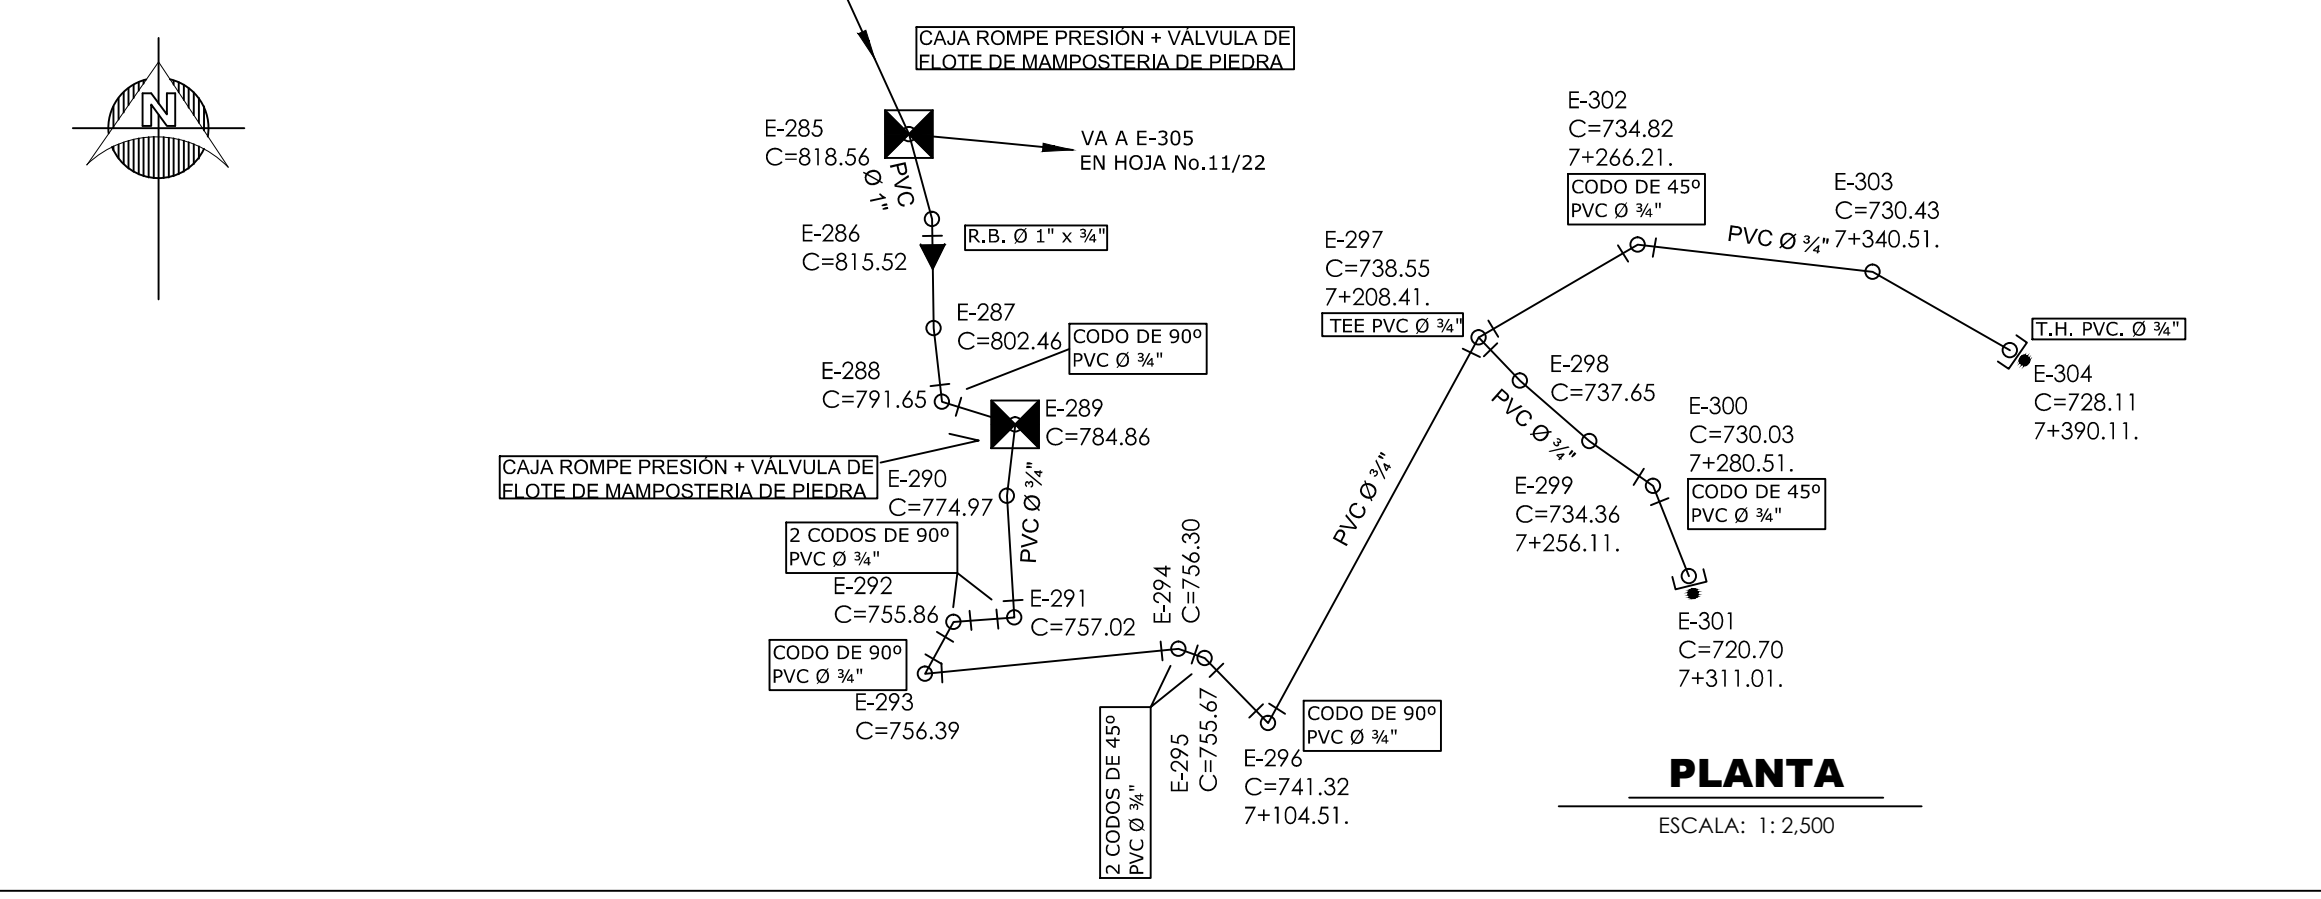 N
CAJA ROMPE PRESIÓN + VÁLVULA DE
FLOTE DE MAMPOSTERIA DE PIEDRA
E-285
C=818.56
VA A E-305
EN HOJA No.11/22
PVC
Ø 1"
E-286
C=815.52
R.B. Ø 1" x ¾"
E-287
C=802.46
CODO DE 90º
PVC Ø ¾"
E-288
C=791.65
E-289
C=784.86
CAJA ROMPE PRESIÓN + VÁLVULA DE
FLOTE DE MAMPOSTERIA DE PIEDRA
E-290
C=774.97
PVC Ø ¾"
2 CODOS DE 90º
PVC Ø ¾"
E-292
C=755.86
E-291
C=757.02
CODO DE 90º
PVC Ø ¾"
E-293
C=756.39
E-294
C=756.30
2 CODOS DE 45º
PVC Ø ¾"
E-295
C=755.67
E-296
C=741.32
7+104.51.
CODO DE 90º
PVC Ø ¾"
PVC Ø ¾"
E-297
C=738.55
7+208.41.
TEE PVC Ø ¾"
E-302
C=734.82
7+266.21.
CODO DE 45º
PVC Ø ¾"
PVC Ø ¾"
E-303
C=730.43
7+340.51.
T.H. PVC. Ø ¾"
E-304
C=728.11
7+390.11.
E-298
C=737.65
PVC Ø ¾"
E-299
C=734.36
7+256.11.
E-300
C=730.03
7+280.51.
CODO DE 45º
PVC Ø ¾"
E-301
C=720.70
7+311.01.
PLANTA
ESCALA: 1: 2,500